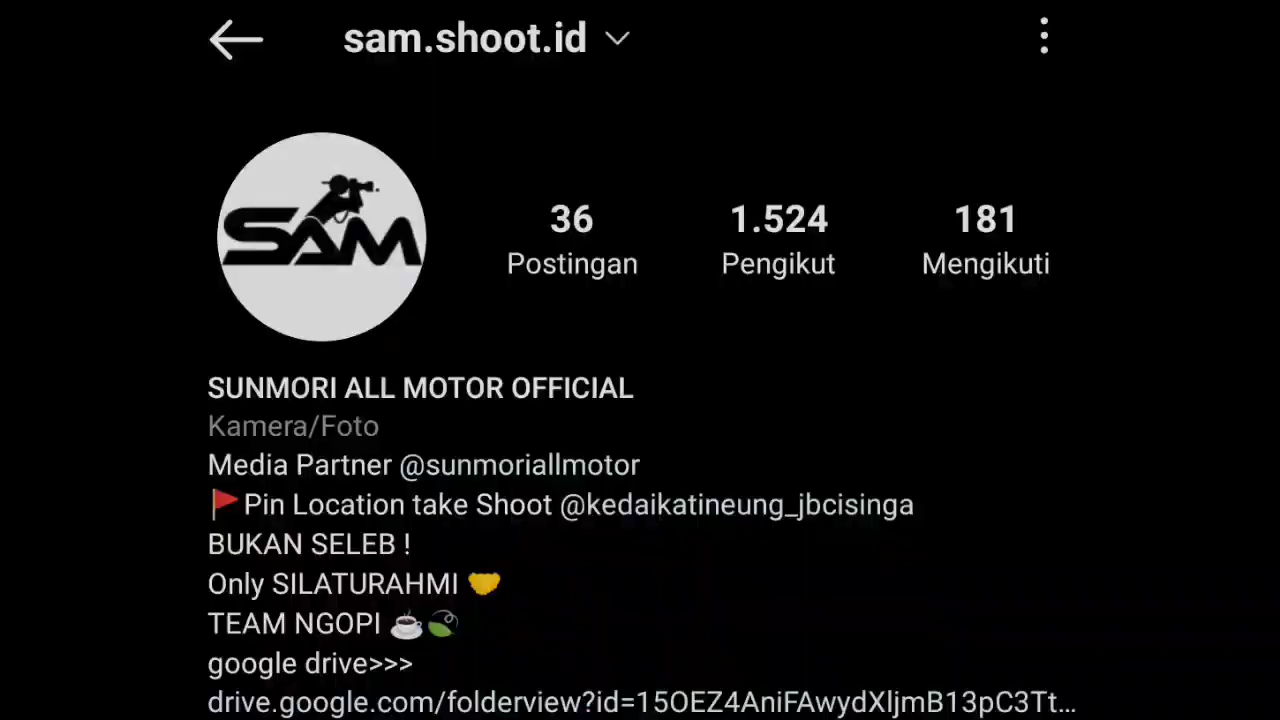 sam.shoot.id
SAM
36 1.524 181
Postingan Pengikut Mengikuti
SUNMORI ALL MOTOR OFFICIAL
Kamera/Foto
Media Partner @sunmoriallmotor
🚩Pin Location take Shoot @kedaikatineung_jbcisinga
BUKAN SELEB !
Only SILATURAHMI 🤝
TEAM NGOPI ☕🍃
google drive>>>
drive.google.com/folderview?id=15OEZ4AniFAwydXljmB13pC3Tt...